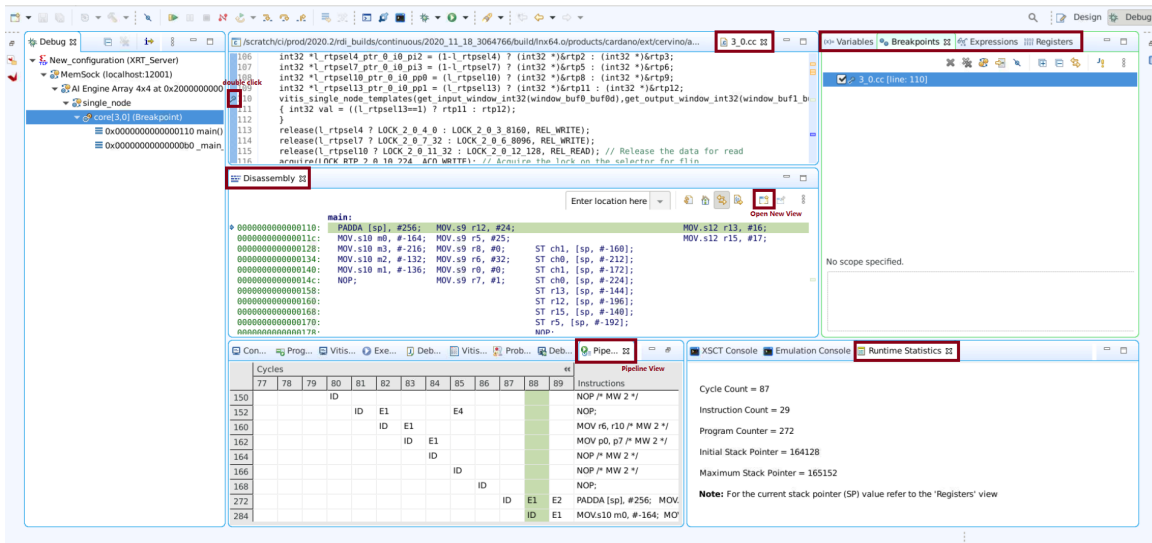 Design
Debug
Debug
New_configuration (XRT_Server)
MemSock (localhost:12001)
AI Engine Array 4x4 at 0x2000000000
single_node
core[3,0] (Breakpoint)
0x0000000000000110 main()
0x00000000000000b0 _main_
/scratch/ci/prod/2020.2/rdi_builds/continuous/2020_11_18_3064766/build/lnx64.o/products/cardano/ext/cervino/a...
3_0.cc
106 int32 *l_rtpsel4_ptr_0_i0_pi2 = (1-l_rtpsel4) ? (int32 *)&rtp2 : (int32 *)&rtp3;
107 int32 *l_rtpsel7_ptr_0_i0_pi3 = (1-l_rtpsel7) ? (int32 *)&rtp5 : (int32 *)&rtp6;
108 int32 *l_rtpsel10_ptr_0_i0_pp0 = (l_rtpsel10) ? (int32 *)&rtp8 : (int32 *)&rtp9;
109 int32 *l_rtpsel13_ptr_0_i0_pp1 = (l_rtpsel13) ? (int32 *)&rtp11 : (int32 *)&rtp12;
double click
110 vitis_single_node_templates(get_input_window_int32(window_buf0_buf0d),get_output_window_int32(window_buf1_bu
111 { int32 val = ((l_rtpsel13==1) ? rtp11 : rtp12);
112 }
113 release(l_rtpsel4 ? LOCK_2_0_4_0 : LOCK_2_0_3_8160, REL_WRITE);
114 release(l_rtpsel7 ? LOCK_2_0_7_32 : LOCK_2_0_6_8096, REL_WRITE);
115 release(l_rtpsel10 ? LOCK_2_0_11_32 : LOCK_2_0_12_128, REL_READ); // Release the data for read
116 acquire(LOCK_RTP_2_0_10_224, ACQ_WRITE); // Acquire the lock on the selector for flip
Variables
Breakpoints
Expressions
Registers
3_0.cc [line: 110]
No scope specified.
Disassembly
Enter location here
Open New View
main:
0000000000000110: PADDA [sp], #256; MOV.s9 r12, #24; MOV.s12 r13, #16;
000000000000011c: MOV.s10 m0, #-164; MOV.s9 r5, #25; MOV.s12 r15, #17;
0000000000000128: MOV.s10 m3, #-216; MOV.s9 r8, #0; ST ch1, [sp, #-160];
0000000000000134: MOV.s10 m2, #-132; MOV.s9 r6, #32; ST ch0, [sp, #-212];
0000000000000140: MOV.s10 m1, #-136; MOV.s9 r0, #0; ST ch1, [sp, #-172];
000000000000014c: NOP; MOV.s9 r7, #1; ST ch0, [sp, #-224];
0000000000000158: ST r13, [sp, #-144];
0000000000000160: ST r12, [sp, #-196];
0000000000000168: ST r15, [sp, #-140];
0000000000000170: ST r5, [sp, #-192];
0000000000000178: NOP;
Con...
Prog...
Vitis...
Exe...
Deb...
Vitis...
Prob...
Deb...
Pipe...
Pipeline View
Cycles
77 78 79 80 81 82 83 84 85 86 87 88 89 Instructions
150 ID NOP /* MW 2 */
152 ID E1 E4 NOP;
160 ID E1 MOV r6, r10 /* MW 2 */
162 ID E1 MOV p0, p7 /* MW 2 */
164 ID NOP /* MW 2 */
166 ID NOP /* MW 2 */
168 ID NOP;
272 ID E1 E2 PADDA [sp], #256; MOV.
284 ID E1 MOV.s10 m0, #-164; MO
XSCT Console
Emulation Console
Runtime Statistics
Cycle Count = 87
Instruction Count = 29
Program Counter = 272
Initial Stack Pointer = 164128
Maximum Stack Pointer = 165152
Note: For the current stack pointer (SP) value refer to the 'Registers' view